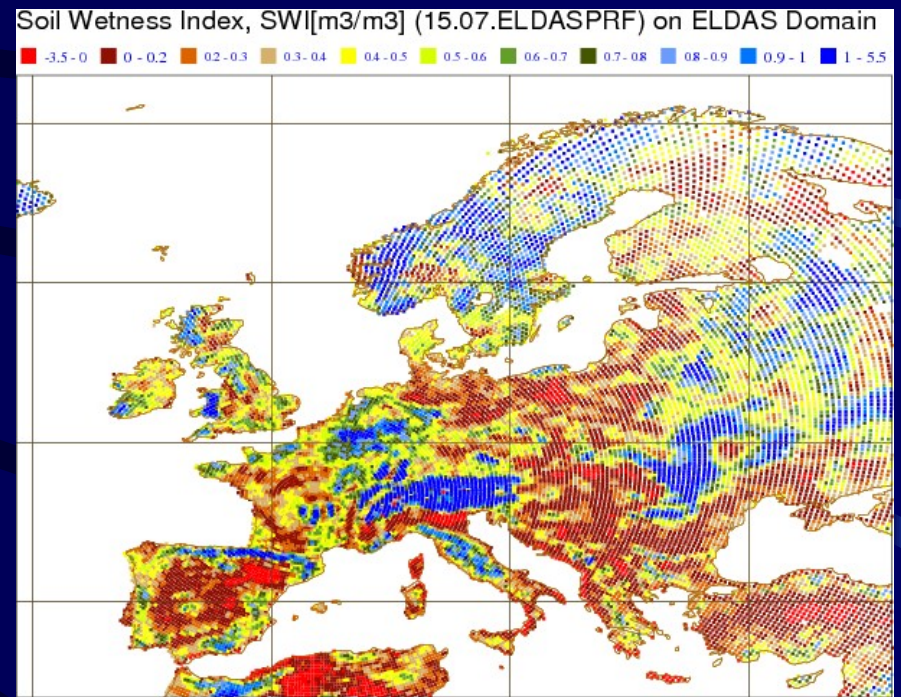 Soil Wetness Index, SWI[m3/m3] (15.07.ELDASPRF) on ELDAS Domain
-3.5 - 0 0 - 0.2 0.2 - 0.3 0.3 - 0.4 0.4 - 0.5 0.5 - 0.6 0.6 - 0.7 0.7 - 0.8 0.8 - 0.9 0.9 - 1 1 - 5.5